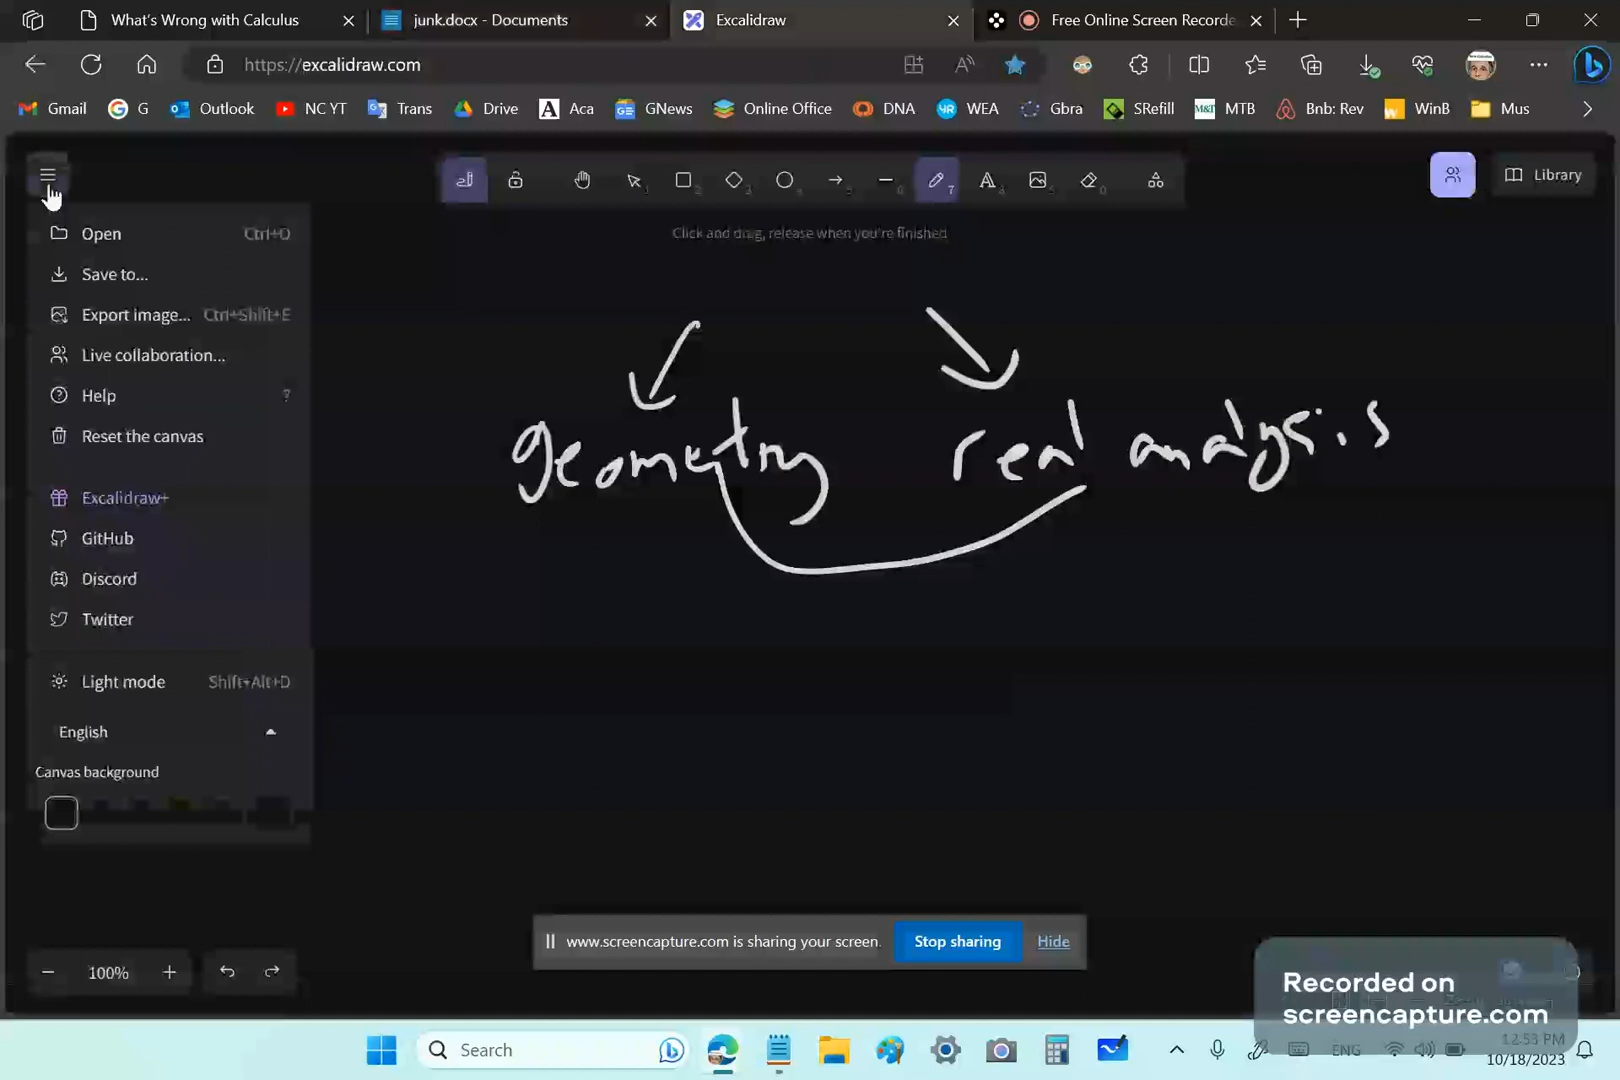 What's Wrong with Calculus
junk.docx - Documents
Excalidraw
Free Online Screen Recorde
https://excalidraw.com
Gmail
G
Outlook
NC YT
Trans
Drive
Aca
GNews
Online Office
DNA
WEA
Gbra
SRefill
MTB
Bnb: Rev
WinB
Mus
Library
Click and drag, release when you're finished
Open Ctrl+O
Save to...
Export image... Ctrl+Shift+E
Live collaboration...
Help ?
Reset the canvas
Excalidraw+
GitHub
Discord
Twitter
Light mode Shift+Alt+D
English
Canvas background
geometry real analysis
www.screencapture.com is sharing your screen.
Stop sharing
Hide
100%
Recorded on
screencapture.com
Search
ENG
12:53 PM
10/18/2023